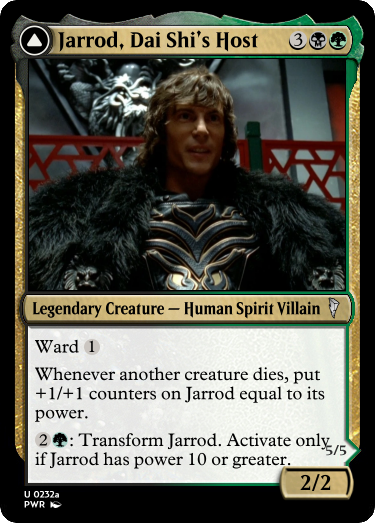 Jarrod, Dai Shi's Host 3
Legendary Creature — Human Spirit Villain
Ward 1
Whenever another creature dies, put
+1/+1 counters on Jarrod equal to its
power.
2 : Transform Jarrod. Activate only
if Jarrod has power 10 or greater.
5/5
2/2
U 0232a
PWR